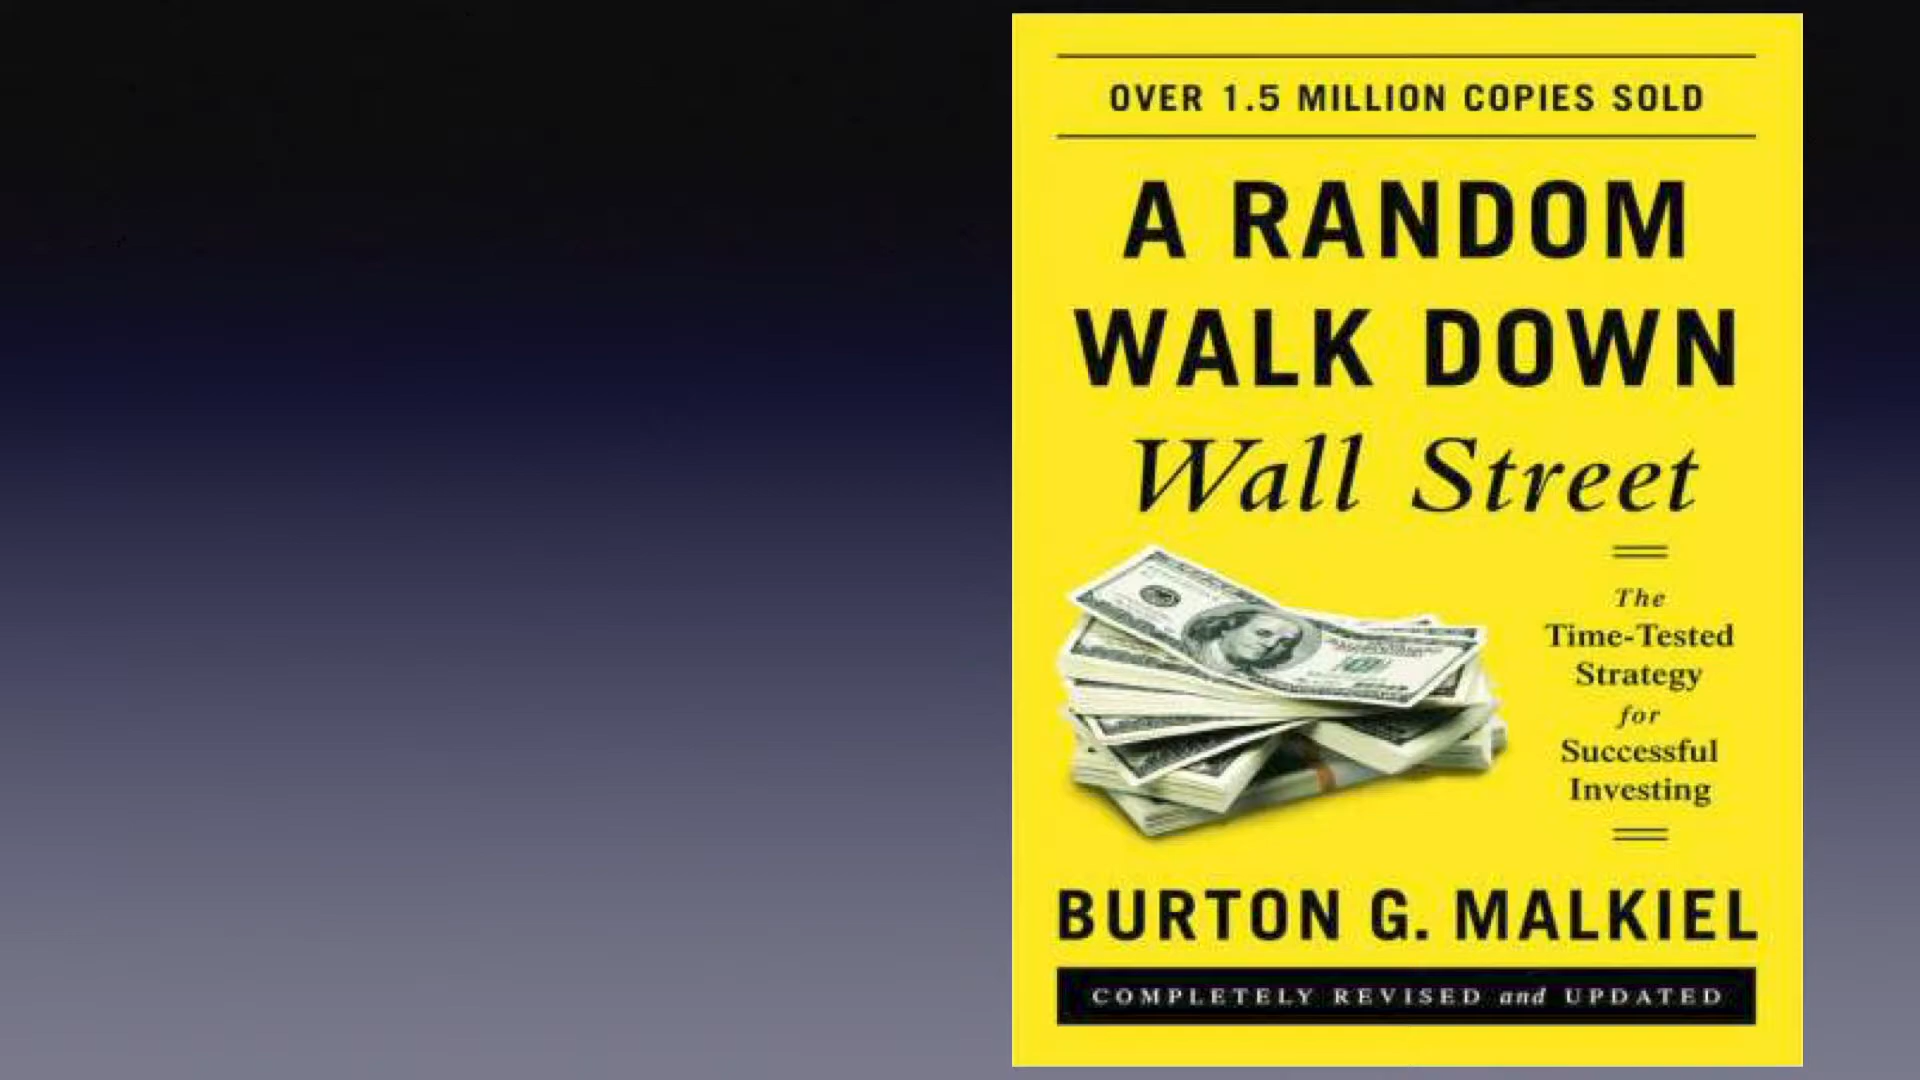 OVER 1.5 MILLION COPIES SOLD
A RANDOM
WALK DOWN
Wall Street
The
Time-Tested
Strategy
for
Successful
Investing
BURTON G. MALKIEL
COMPLETELY REVISED and UPDATED